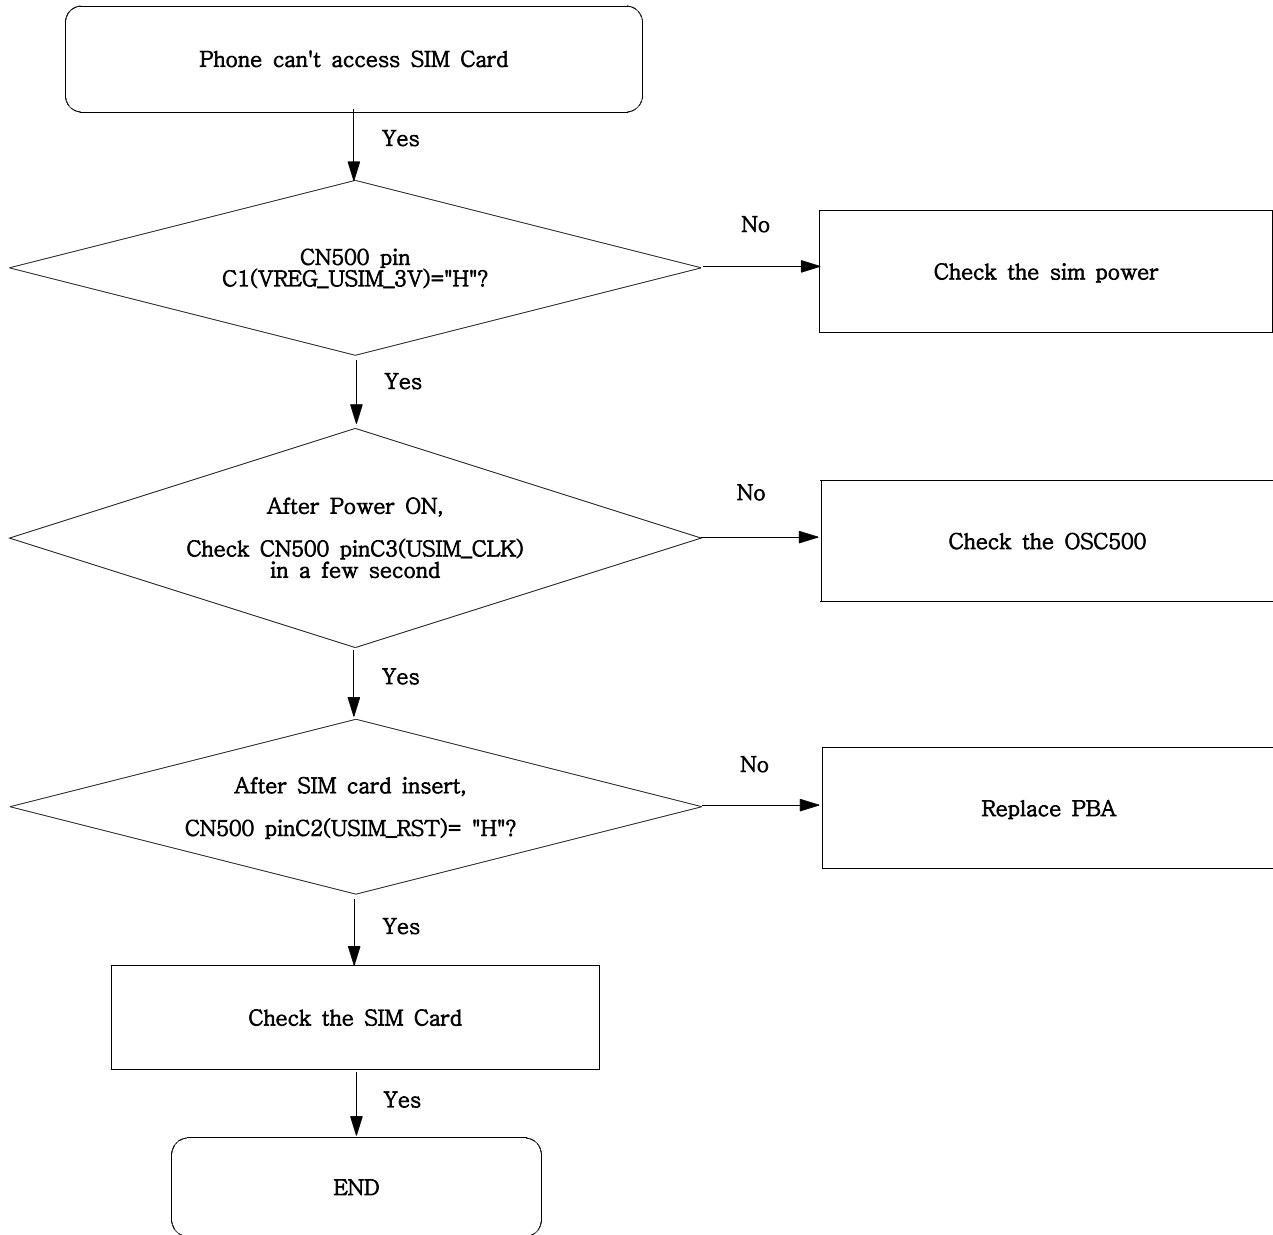 Phone can't access SIM Card
Yes
No
CN500 pin
C1(VREG_USIM_3V)="H"?
Check the sim power
Yes
No
After Power ON,
Check CN500 pinC3(USIM_CLK)
in a few second
Check the OSC500
Yes
No
After SIM card insert,
CN500 pinC2(USIM_RST)= "H"?
Replace PBA
Yes
Check the SIM Card
Yes
END